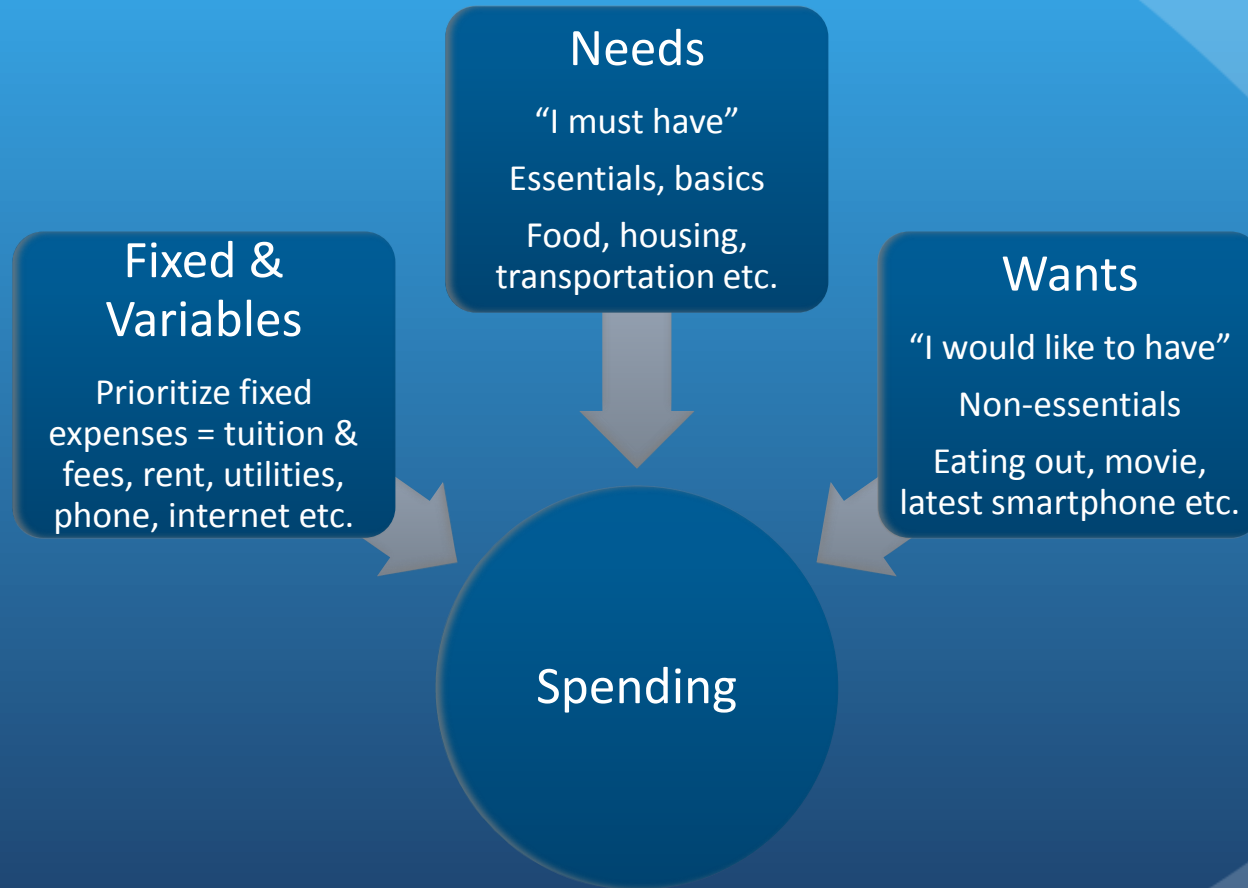 Needs
“I must have”
Essentials, basics
Food, housing,
transportation etc.
Fixed &
Variables
Prioritize fixed
expenses = tuition &
fees, rent, utilities,
phone, internet etc.
Wants
“I would like to have”
Non-essentials
Eating out, movie,
latest smartphone etc.
Spending